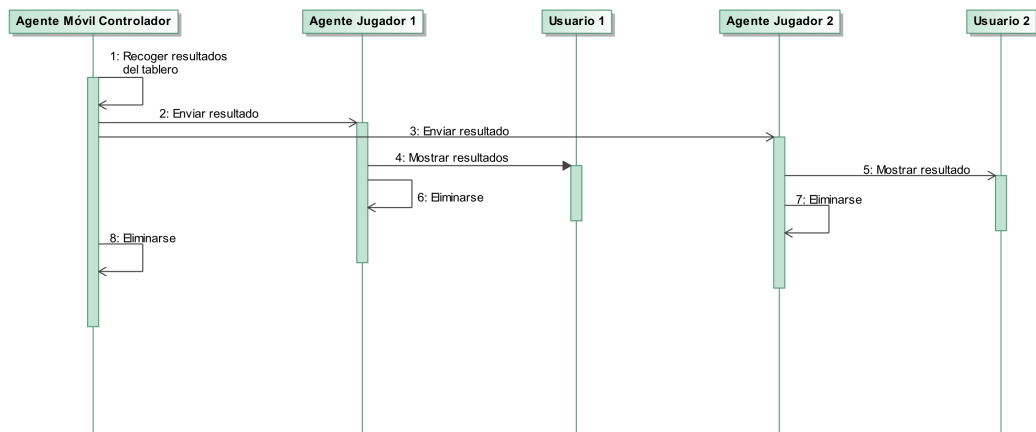 Agente Móvil Controlador
Agente Jugador 1
Usuario 1
Agente Jugador 2
Usuario 2
1: Recoger resultados
del tablero
2: Enviar resultado
3: Enviar resultado
4: Mostrar resultados
5: Mostrar resultado
6: Eliminarse
7: Eliminarse
8: Eliminarse